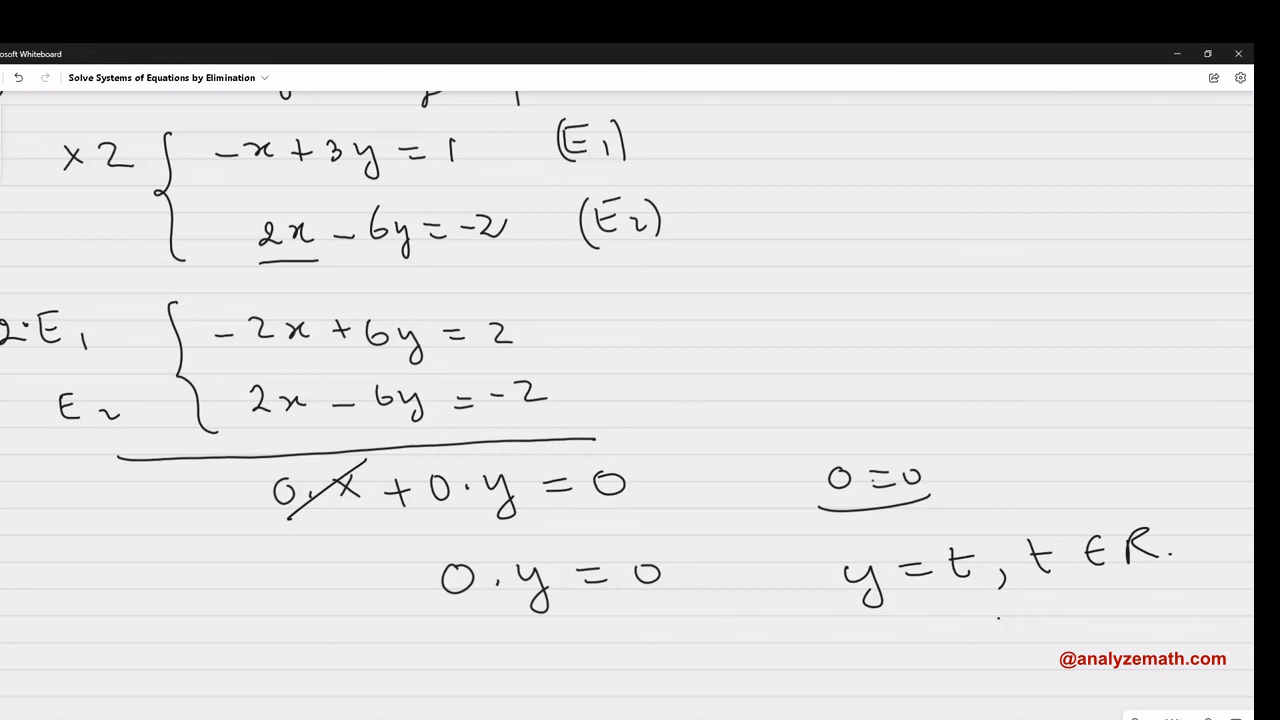 osoft Whiteboard
Solve Systems of Equations by Elimination
× 2 { -x + 3y = 1 (E1)
2x - 6y = -2 (E2)
2·E1 { -2x + 6y = 2
E2 2x - 6y = -2
0·x + 0·y = 0 0 = 0
0·y = 0 y = t, t ∈ R.
@analyzemath.com